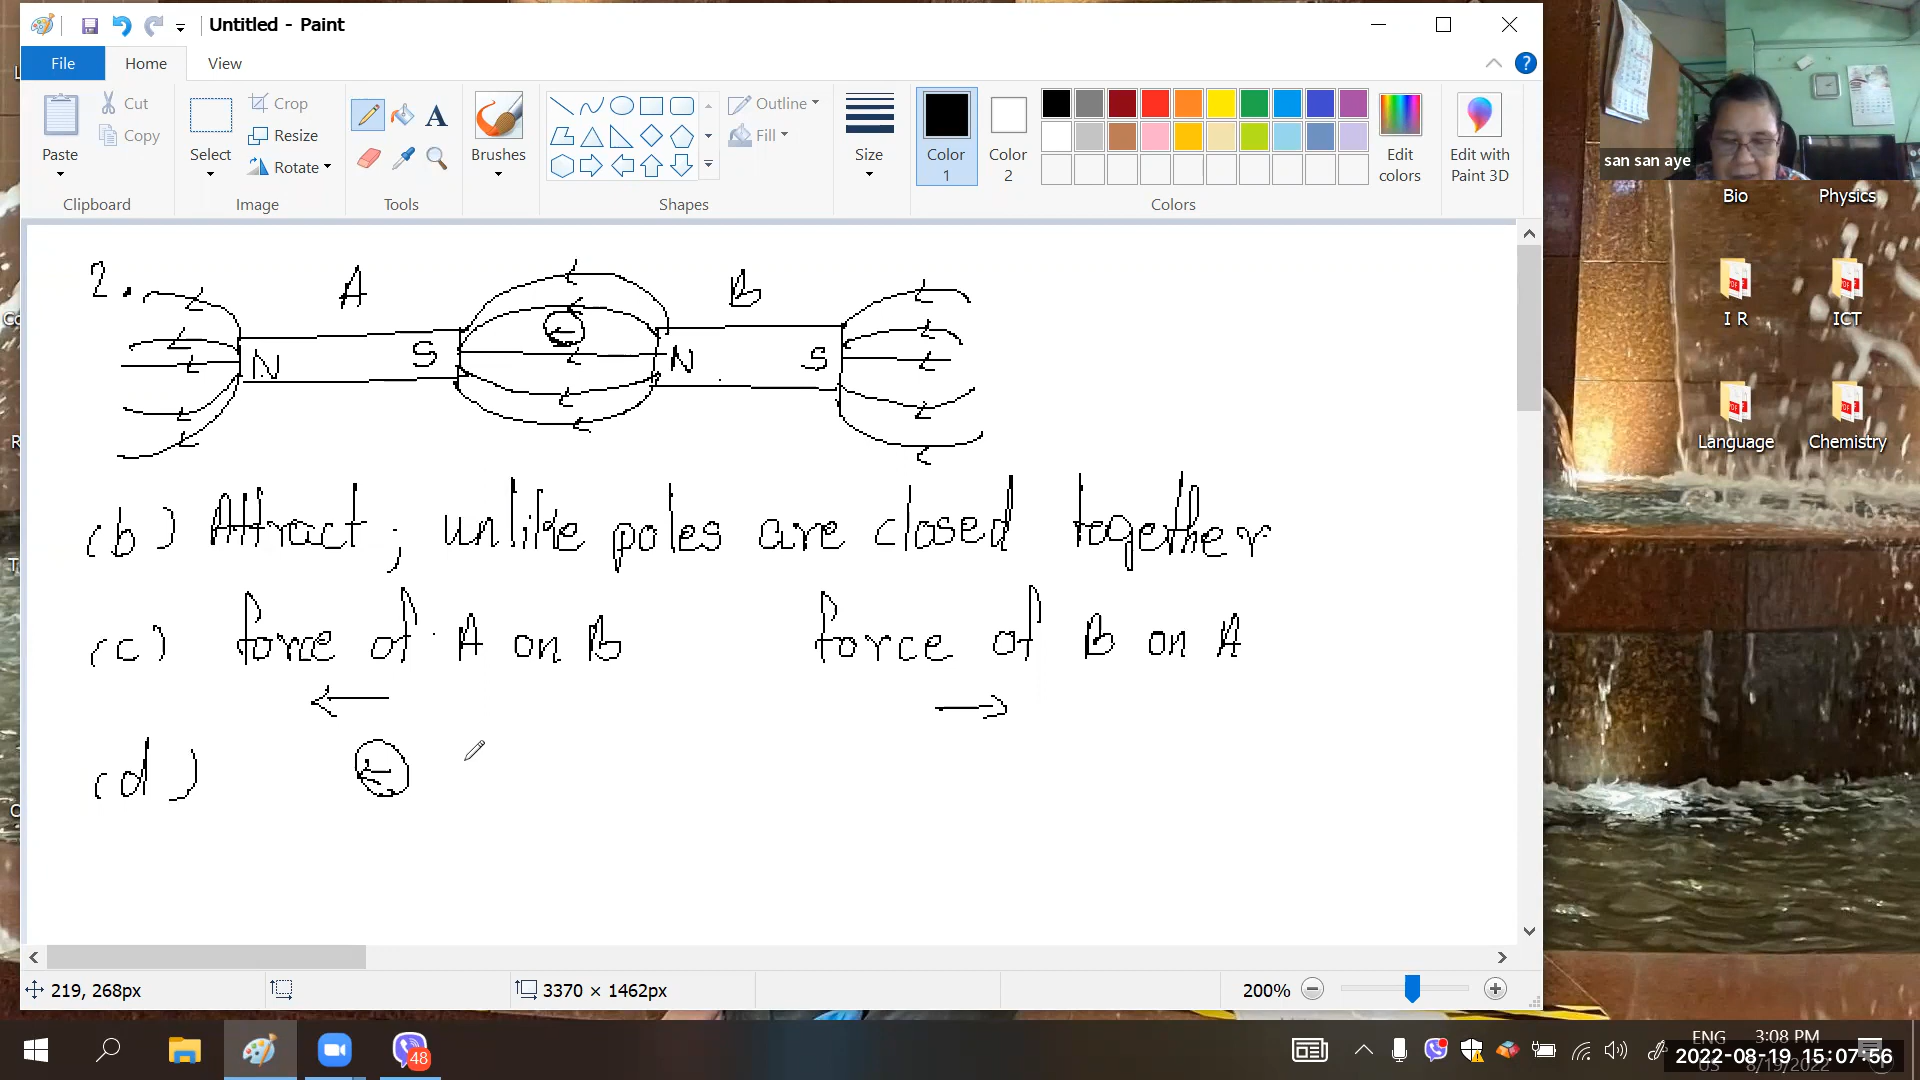 Untitled - Paint
File Home View
Cut
Copy
Paste
Clipboard
Crop
Resize
Rotate
Select
Image
Tools
Brushes
Outline
Fill
Shapes
Size
Color 1
Color 2
Edit colors
Edit with Paint 3D
Colors
san san aye
Bio
Physics
I R
ICT
Language
Chemistry
2. A B
N S N S
(b) Attract; unlike poles are closed together
(c) force of A on B force of B on A
(d)
219, 268px
3370 × 1462px
200%
48
ENG
3:08 PM
2022-08-19 15:07:56